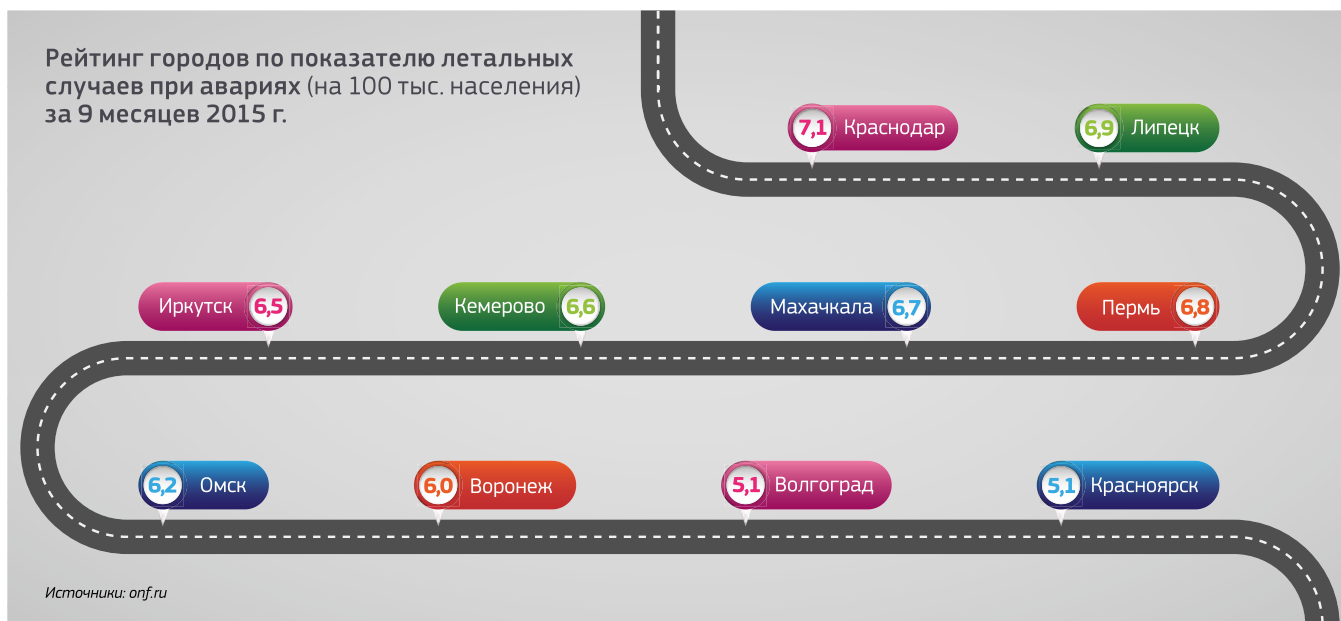 Рейтинг городов по показателю летальных
случаев при авариях (на 100 тыс. населения)
за 9 месяцев 2015 г.
7,1 Краснодар
6,9 Липецк
Иркутск 6,5
Кемерово 6,6
Махачкала 6,7
Пермь 6,8
6,2 Омск
6,0 Воронеж
5,1 Волгоград
5,1 Красноярск
Источники: onf.ru